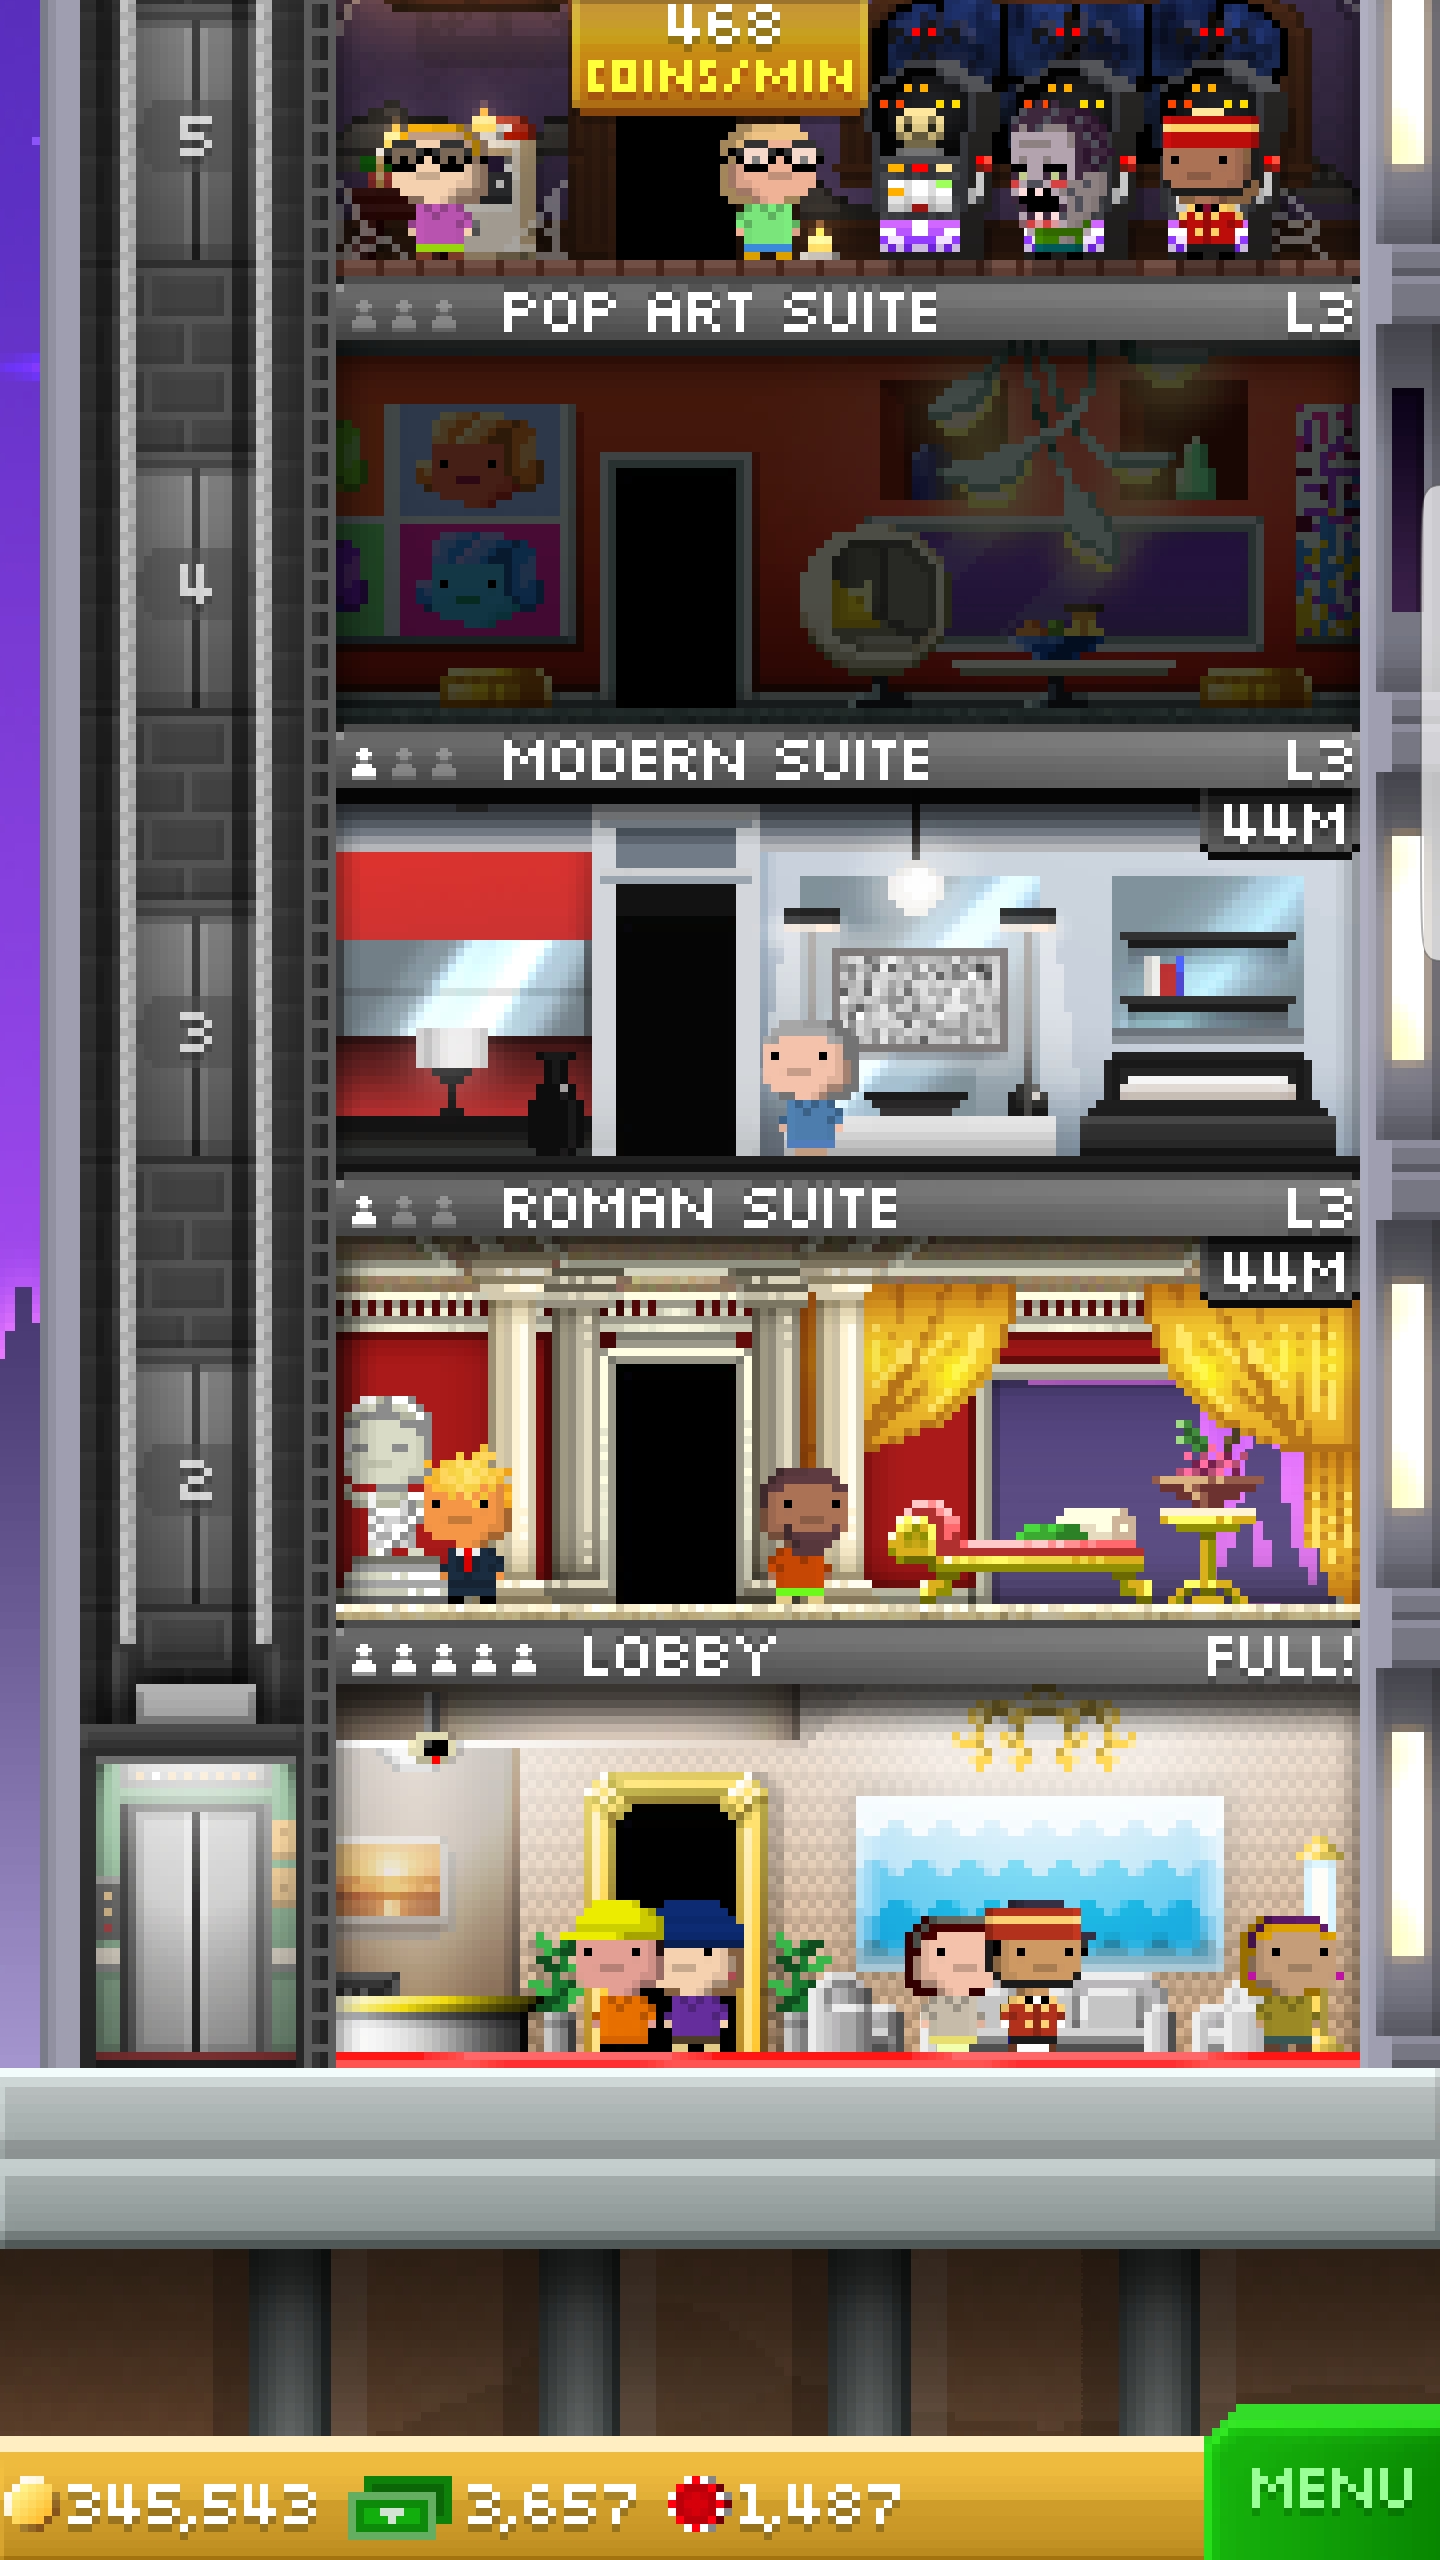 468
COINS/MIN
5
POP ART SUITE L3
4
MODERN SUITE L3
44M
3
ROMAN SUITE L3
44M
2
LOBBY FULL!
345,543 3,657 1,487
MENU